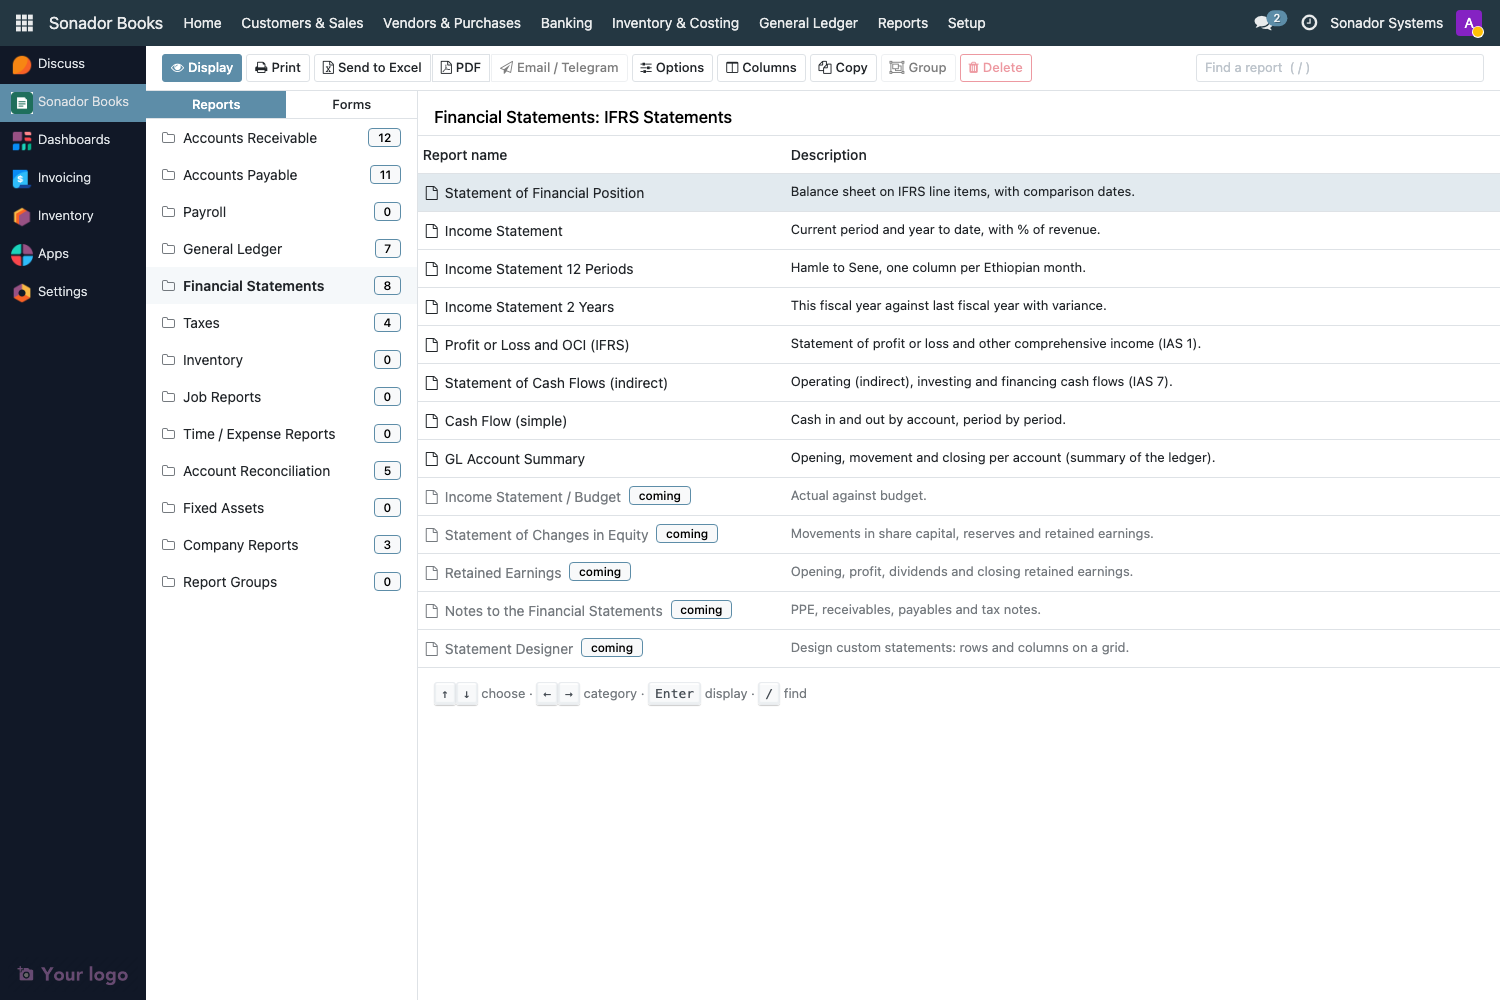 Sonador Books Home Customers & Sales Vendors & Purchases Banking Inventory & Costing General Ledger Reports Setup 2 Sonador Systems A
Discuss
Sonador Books
Dashboards
Invoicing
Inventory
Apps
Settings
Your logo
Display Print Send to Excel PDF Email / Telegram Options Columns Copy Group Delete Find a report ( / )
Reports Forms
Accounts Receivable 12
Accounts Payable 11
Payroll 0
General Ledger 7
Financial Statements 8
Taxes 4
Inventory 0
Job Reports 0
Time / Expense Reports 0
Account Reconciliation 5
Fixed Assets 0
Company Reports 3
Report Groups 0
Financial Statements: IFRS Statements
Report name Description
Statement of Financial Position Balance sheet on IFRS line items, with comparison dates.
Income Statement Current period and year to date, with % of revenue.
Income Statement 12 Periods Hamle to Sene, one column per Ethiopian month.
Income Statement 2 Years This fiscal year against last fiscal year with variance.
Profit or Loss and OCI (IFRS) Statement of profit or loss and other comprehensive income (IAS 1).
Statement of Cash Flows (indirect) Operating (indirect), investing and financing cash flows (IAS 7).
Cash Flow (simple) Cash in and out by account, period by period.
GL Account Summary Opening, movement and closing per account (summary of the ledger).
Income Statement / Budget coming Actual against budget.
Statement of Changes in Equity coming Movements in share capital, reserves and retained earnings.
Retained Earnings coming Opening, profit, dividends and closing retained earnings.
Notes to the Financial Statements coming PPE, receivables, payables and tax notes.
Statement Designer coming Design custom statements: rows and columns on a grid.
↑ ↓ choose · ← → category · Enter display · / find